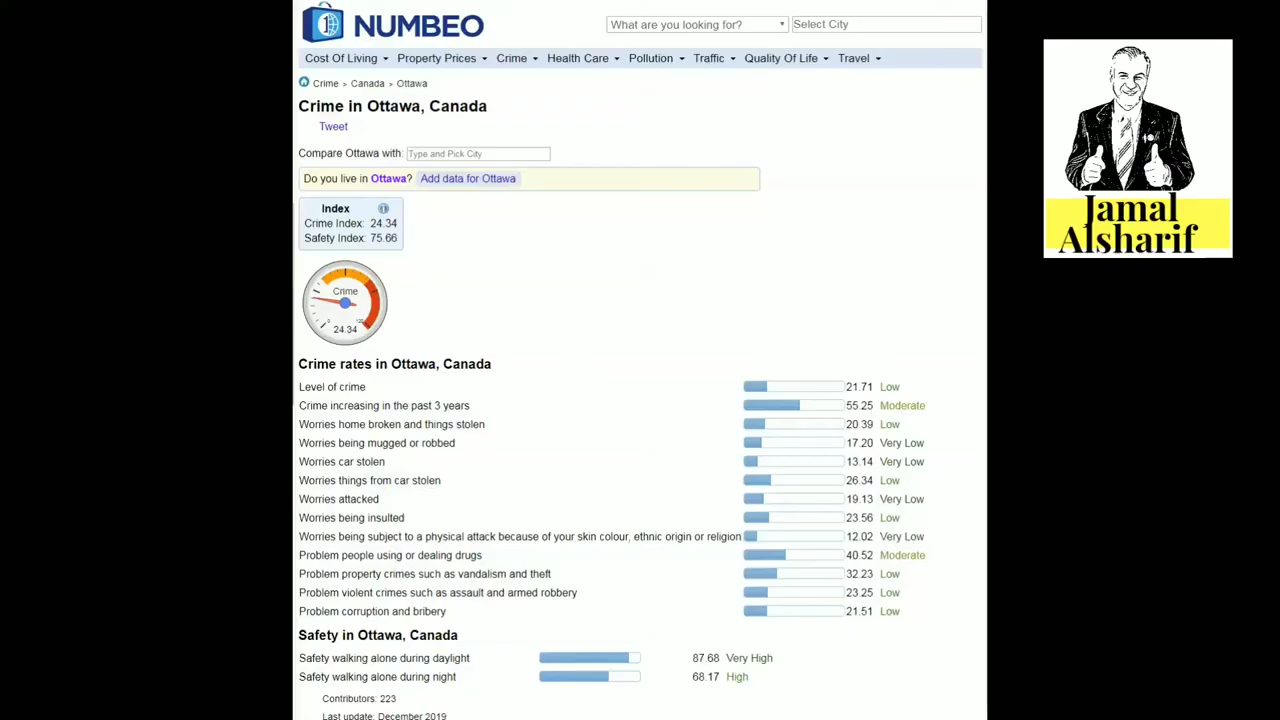 NUMBEO
What are you looking for?
Select City
Cost Of Living Property Prices Crime Health Care Pollution Traffic Quality Of Life Travel
Crime > Canada > Ottawa
Crime in Ottawa, Canada
Tweet
Compare Ottawa with: Type and Pick City
Do you live in Ottawa? Add data for Ottawa
Index
Crime Index: 24.34
Safety Index: 75.66
Crime
0 120
24.34
Crime rates in Ottawa, Canada
Level of crime 21.71 Low
Crime increasing in the past 3 years 55.25 Moderate
Worries home broken and things stolen 20.39 Low
Worries being mugged or robbed 17.20 Very Low
Worries car stolen 13.14 Very Low
Worries things from car stolen 26.34 Low
Worries attacked 19.13 Very Low
Worries being insulted 23.56 Low
Worries being subject to a physical attack because of your skin colour, ethnic origin or religion 12.02 Very Low
Problem people using or dealing drugs 40.52 Moderate
Problem property crimes such as vandalism and theft 32.23 Low
Problem violent crimes such as assault and armed robbery 23.25 Low
Problem corruption and bribery 21.51 Low
Safety in Ottawa, Canada
Safety walking alone during daylight 87.68 Very High
Safety walking alone during night 68.17 High
Contributors: 223
Last update: December 2019
Jamal
Alsharif